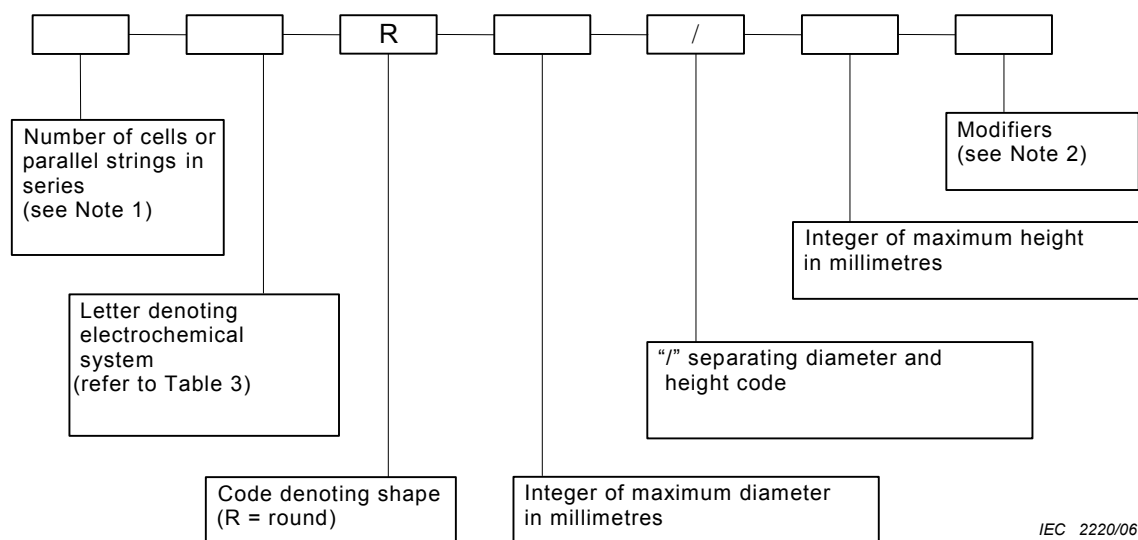 R
/
Number of cells or
parallel strings in
series
(see Note 1)
Modifiers
(see Note 2)
Integer of maximum height
in millimetres
Letter denoting
electrochemical
system
(refer to Table 3)
“/” separating diameter and
height code
Code denoting shape
(R = round)
Integer of maximum diameter
in millimetres
IEC 2220/06